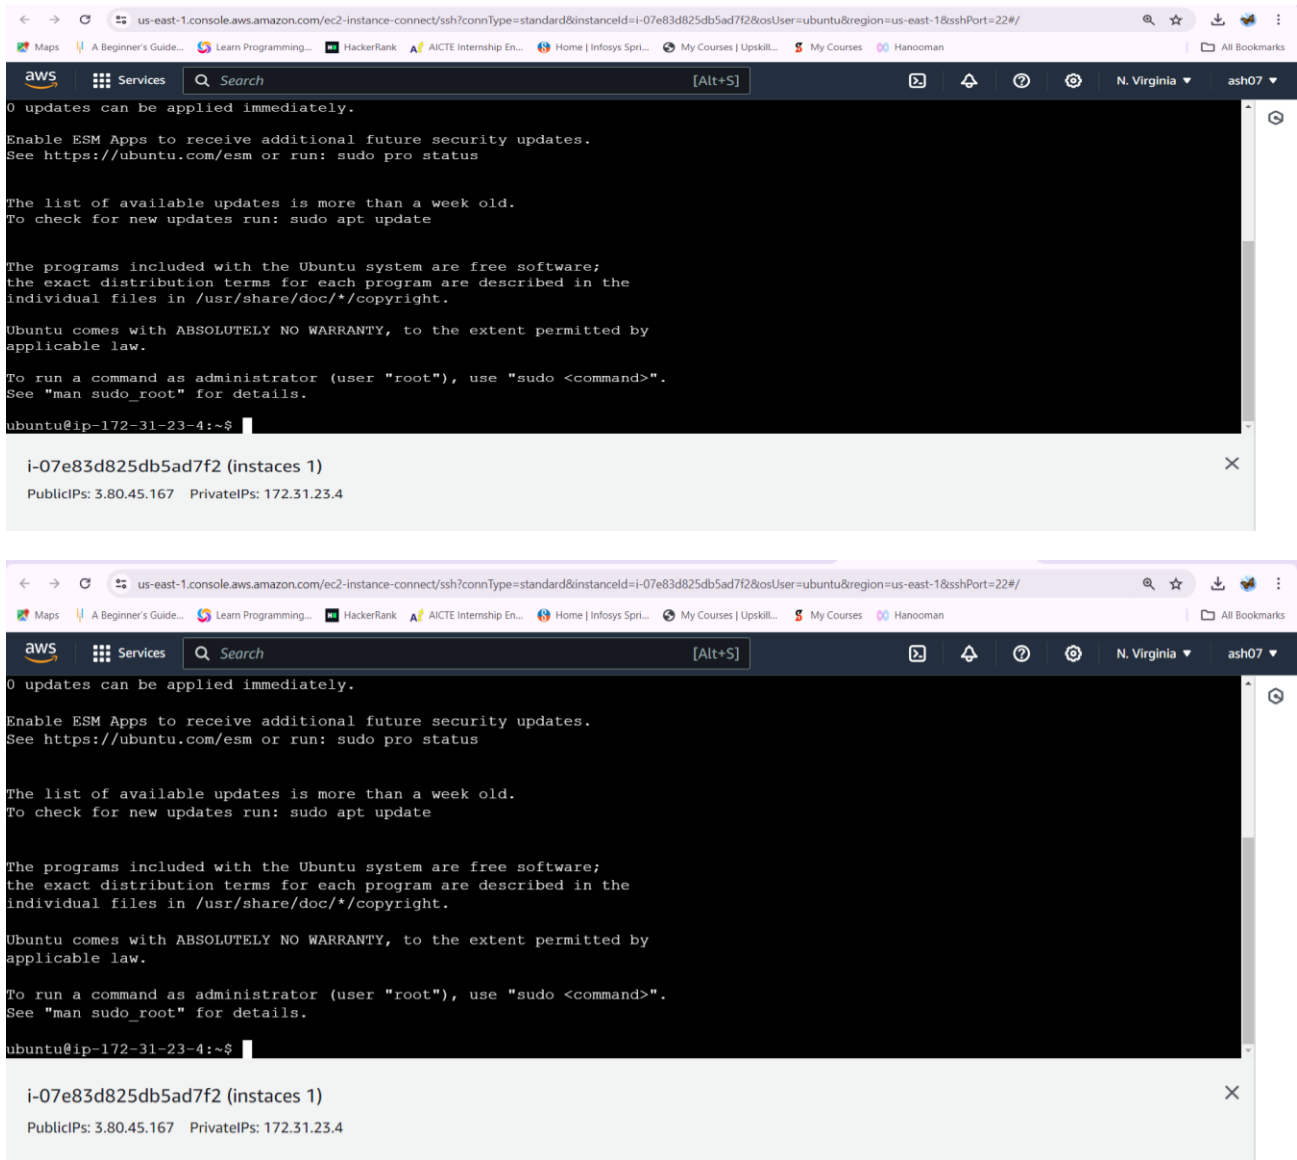 us-east-1.console.aws.amazon.com/ec2-instance-connect/ssh?connType=standard&instanceId=i-07e83d825db5ad7f2&osUser=ubuntu&region=us-east-1&sshPort=22#/
Maps A Beginner's Guide... Learn Programming... HackerRank AICTE Internship En... Home | Infosys Spri... My Courses | Upskill... My Courses Hanooman All Bookmarks
aws Services Search [Alt+S] N. Virginia ash07
0 updates can be applied immediately.
Enable ESM Apps to receive additional future security updates.
See https://ubuntu.com/esm or run: sudo pro status
The list of available updates is more than a week old.
To check for new updates run: sudo apt update
The programs included with the Ubuntu system are free software;
the exact distribution terms for each program are described in the
individual files in /usr/share/doc/*/copyright.
Ubuntu comes with ABSOLUTELY NO WARRANTY, to the extent permitted by
applicable law.
To run a command as administrator (user "root"), use "sudo <command>".
See "man sudo_root" for details.
ubuntu@ip-172-31-23-4:~$
i-07e83d825db5ad7f2 (instaces 1)
PublicIPs: 3.80.45.167 PrivateIPs: 172.31.23.4
us-east-1.console.aws.amazon.com/ec2-instance-connect/ssh?connType=standard&instanceId=i-07e83d825db5ad7f2&osUser=ubuntu&region=us-east-1&sshPort=22#/
Maps A Beginner's Guide... Learn Programming... HackerRank AICTE Internship En... Home | Infosys Spri... My Courses | Upskill... My Courses Hanooman All Bookmarks
aws Services Search [Alt+S] N. Virginia ash07
0 updates can be applied immediately.
Enable ESM Apps to receive additional future security updates.
See https://ubuntu.com/esm or run: sudo pro status
The list of available updates is more than a week old.
To check for new updates run: sudo apt update
The programs included with the Ubuntu system are free software;
the exact distribution terms for each program are described in the
individual files in /usr/share/doc/*/copyright.
Ubuntu comes with ABSOLUTELY NO WARRANTY, to the extent permitted by
applicable law.
To run a command as administrator (user "root"), use "sudo <command>".
See "man sudo_root" for details.
ubuntu@ip-172-31-23-4:~$
i-07e83d825db5ad7f2 (instaces 1)
PublicIPs: 3.80.45.167 PrivateIPs: 172.31.23.4